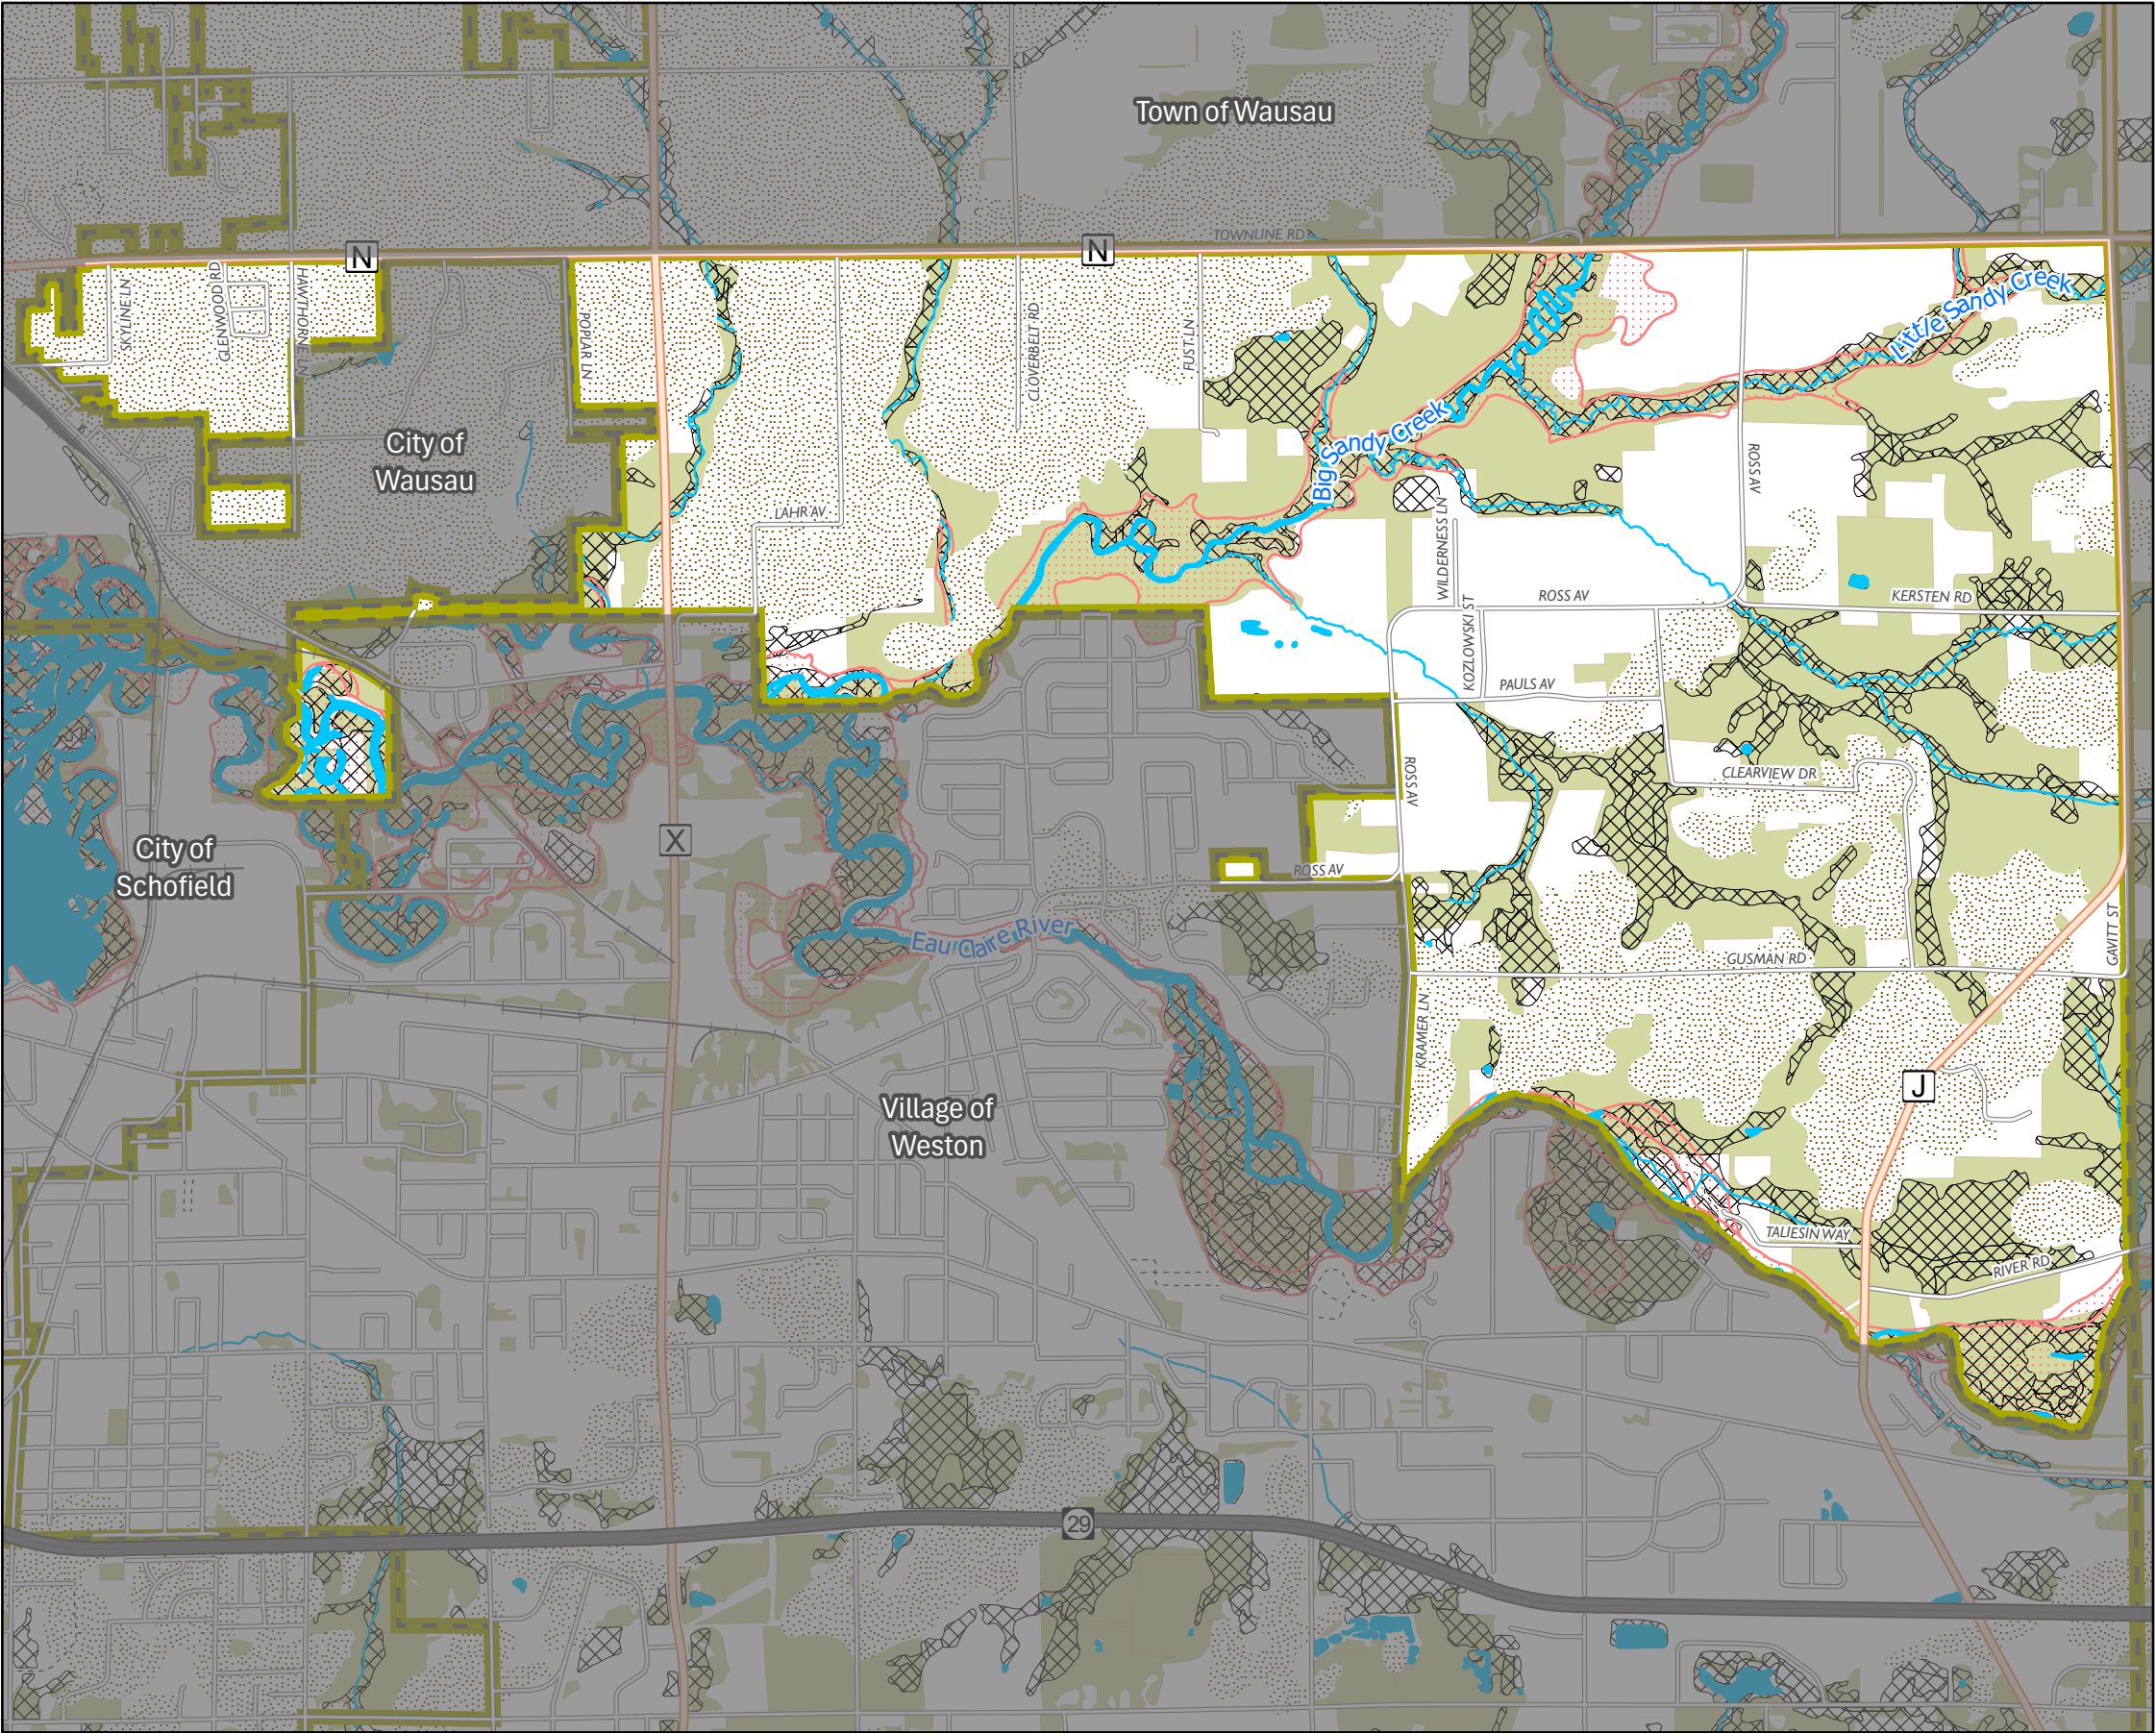 Town of Wausau
TOWNLINE RD
N
N
SKYLINE LN
GLENWOOD RD
HAWTHORNE LN
POPLAR LN
CLOVERBELT RD
FUST LN
Little Sandy Creek
City of
Wausau
Big Sandy Creek
ROSS AV
LAHR AV
WILDERNESS LN
ROSS AV
KERSTEN RD
KOZLOWSKI ST
PAULS AV
ROSS AV
CLEARVIEW DR
X
City of
Schofield
ROSS AV
Eau Claire River
GUSMAN RD
GAVITT ST
KRAMER LN
J
Village of
Weston
TALIESIN WAY
RIVER RD
29